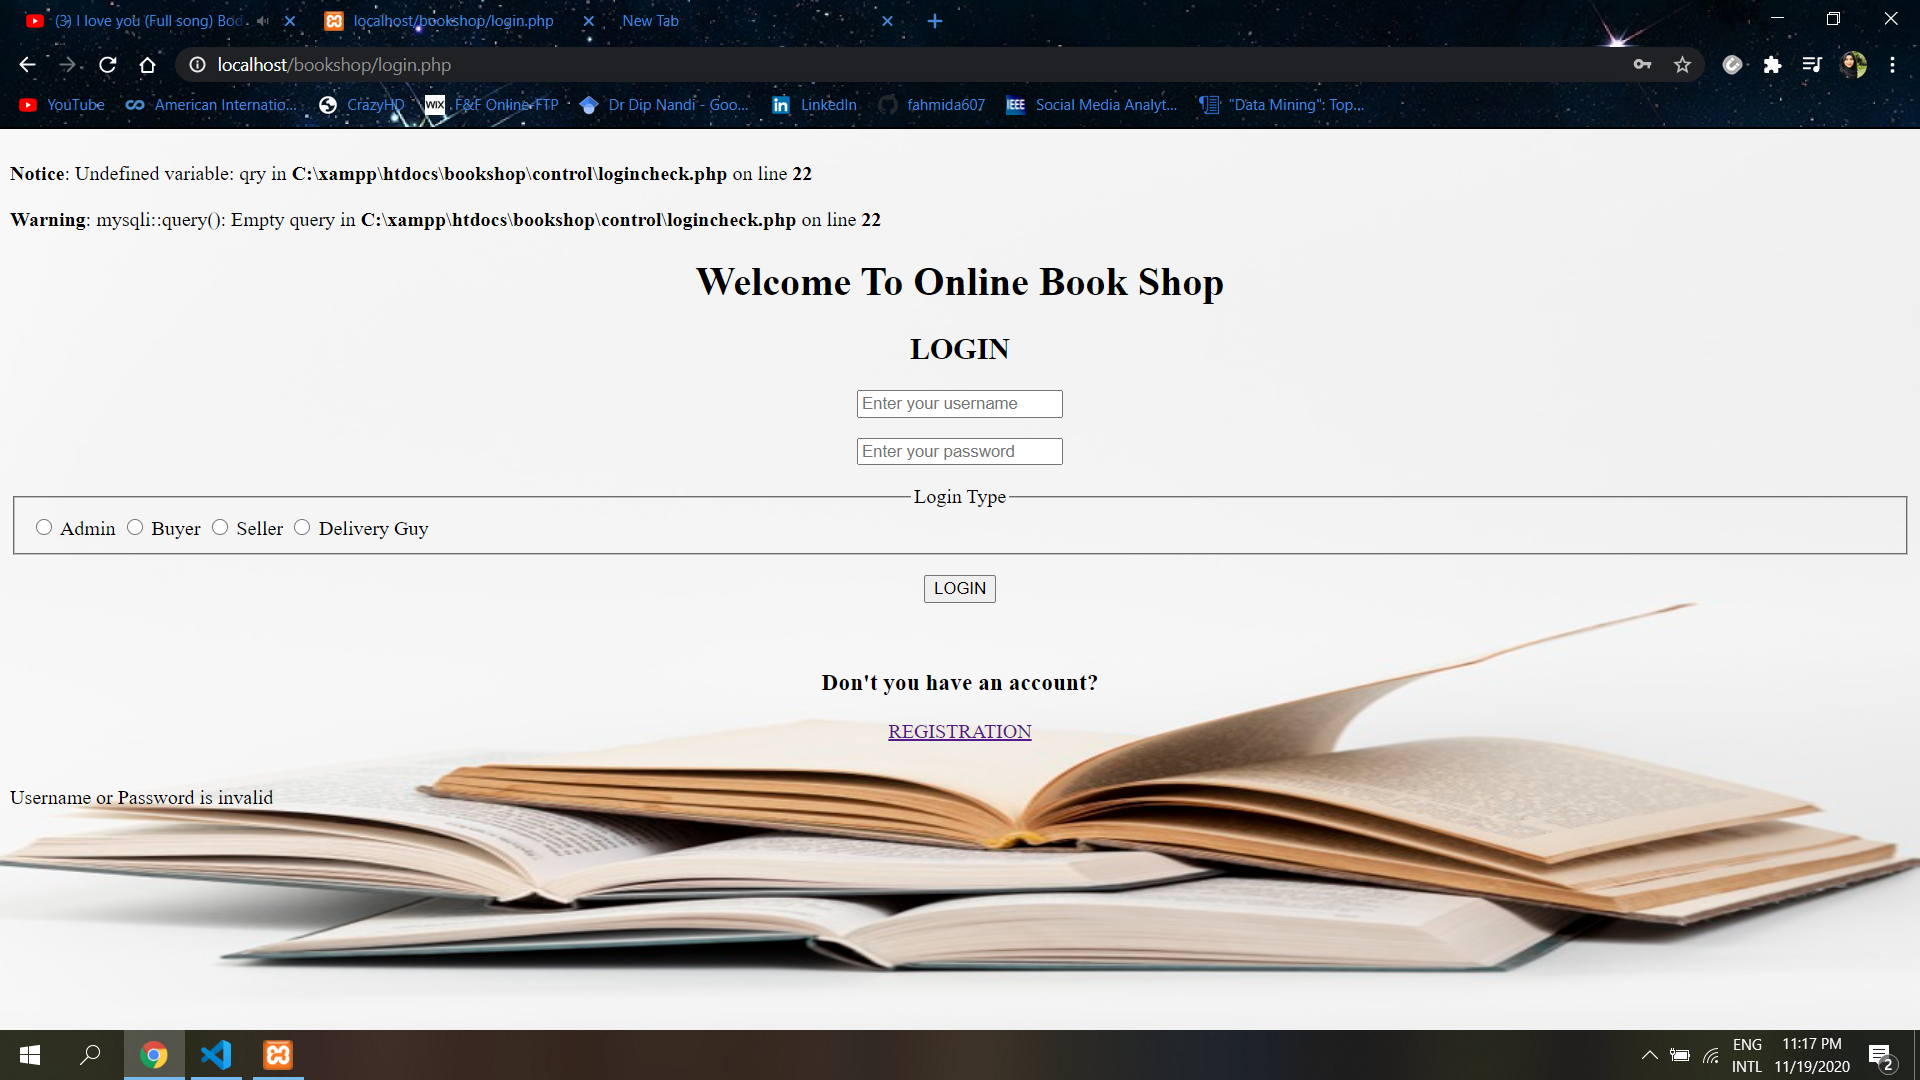 (3) I love you (Full song) Bod
localhost/bookshop/login.php
New Tab
localhost/bookshop/login.php
YouTube
American Internatio...
CrazyHD
WIX
F&F Online-FTP
Dr Dip Nandi - Goo...
in
LinkedIn
fahmida607
IEEE
Social Media Analyt...
"Data Mining": Top...
Notice: Undefined variable: qry in C:\xampp\htdocs\bookshop\control\logincheck.php on line 22
Warning: mysqli::query(): Empty query in C:\xampp\htdocs\bookshop\control\logincheck.php on line 22
Welcome To Online Book Shop
LOGIN
Enter your username
Enter your password
Login Type
Admin Buyer Seller Delivery Guy
LOGIN
Don't you have an account?
REGISTRATION
Username or Password is invalid
ENG
INTL
11:17 PM
11/19/2020
2